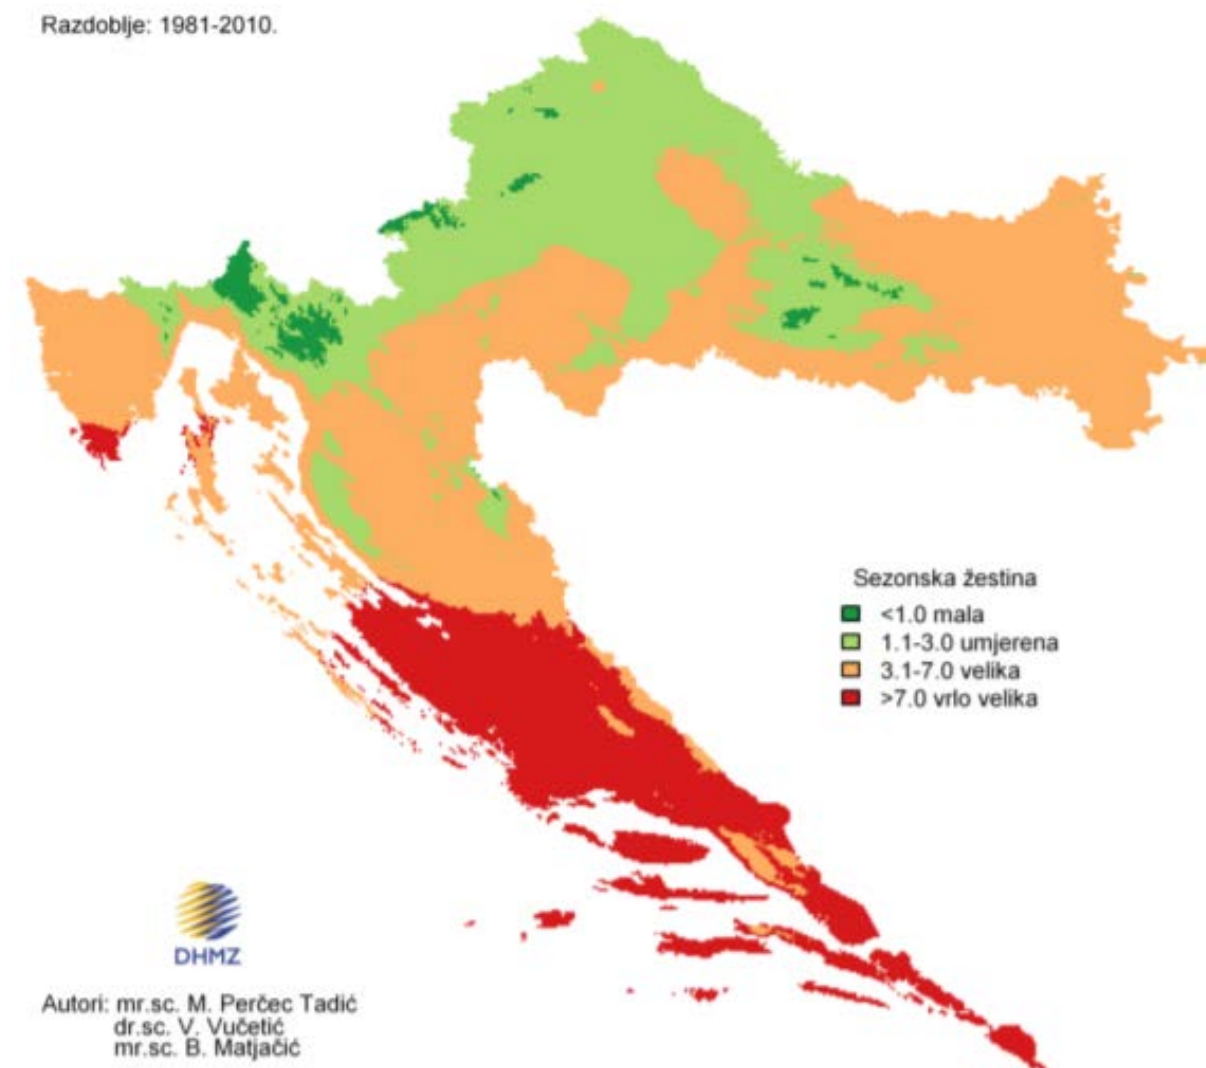 Razdoblje: 1981-2010.
Sezonska žestina
<1.0 mala
1.1-3.0 umjerena
3.1-7.0 velika
>7.0 vrlo velika
DHMZ
Autori: mr.sc. M. Perčec Tadić
dr.sc. V. Vučetić
mr.sc. B. Matjačić